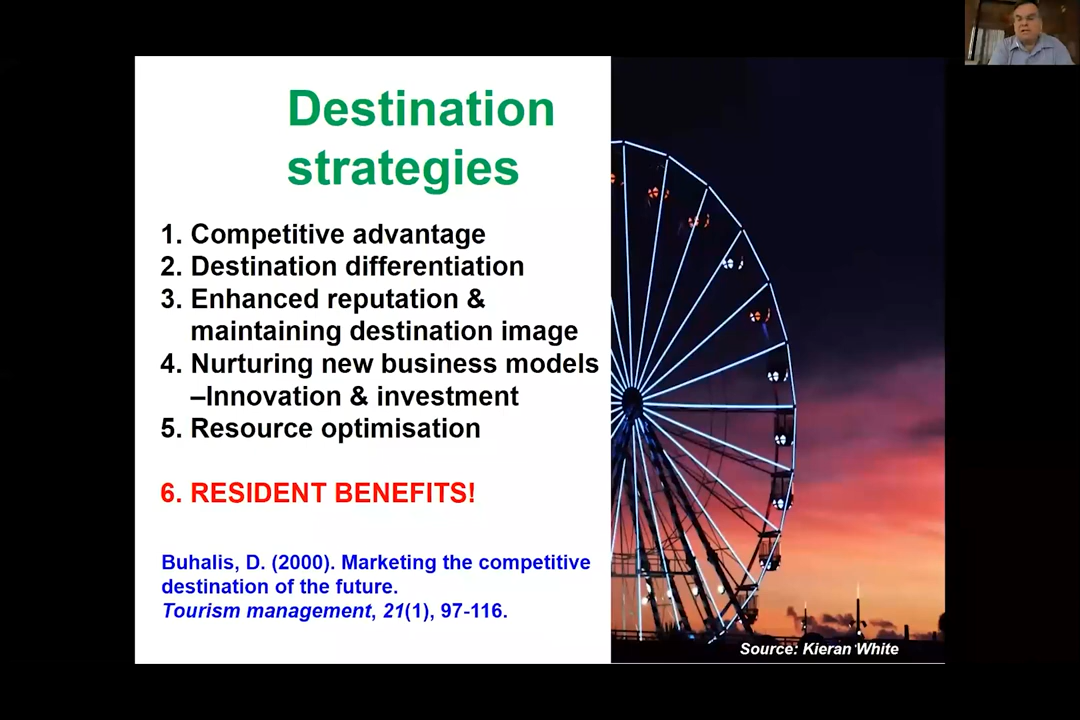 Destination
strategies
1. Competitive advantage
2. Destination differentiation
3. Enhanced reputation &
maintaining destination image
4. Nurturing new business models
–Innovation & investment
5. Resource optimisation
6. RESIDENT BENEFITS!
Buhalis, D. (2000). Marketing the competitive
destination of the future.
Tourism management, 21(1), 97-116.
Source: Kieran White